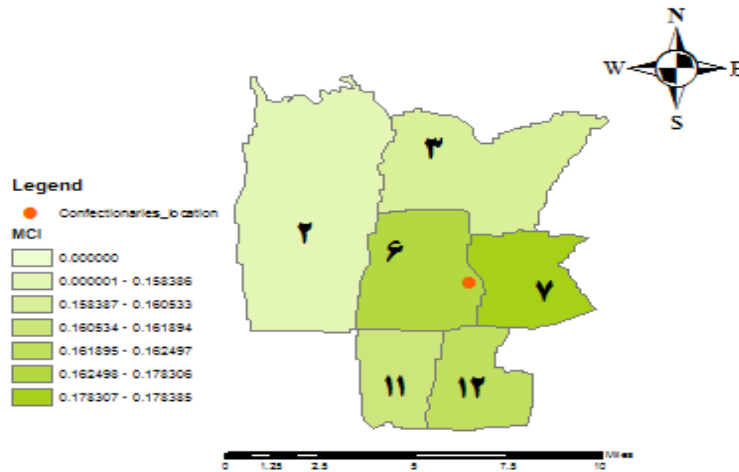 N
W E
S
۳
Legend
Confectionaries_location
۲
MCI
۶
0.000000
0.000001 - 0.158386
۷
0.158387 - 0.160533
0.160534 - 0.161894
0.161895 - 0.162497
0.162498 - 0.178306
۱۱ ۱۲
0.178307 - 0.178385
Miles
0 1.25 2.5 5 7.5 10